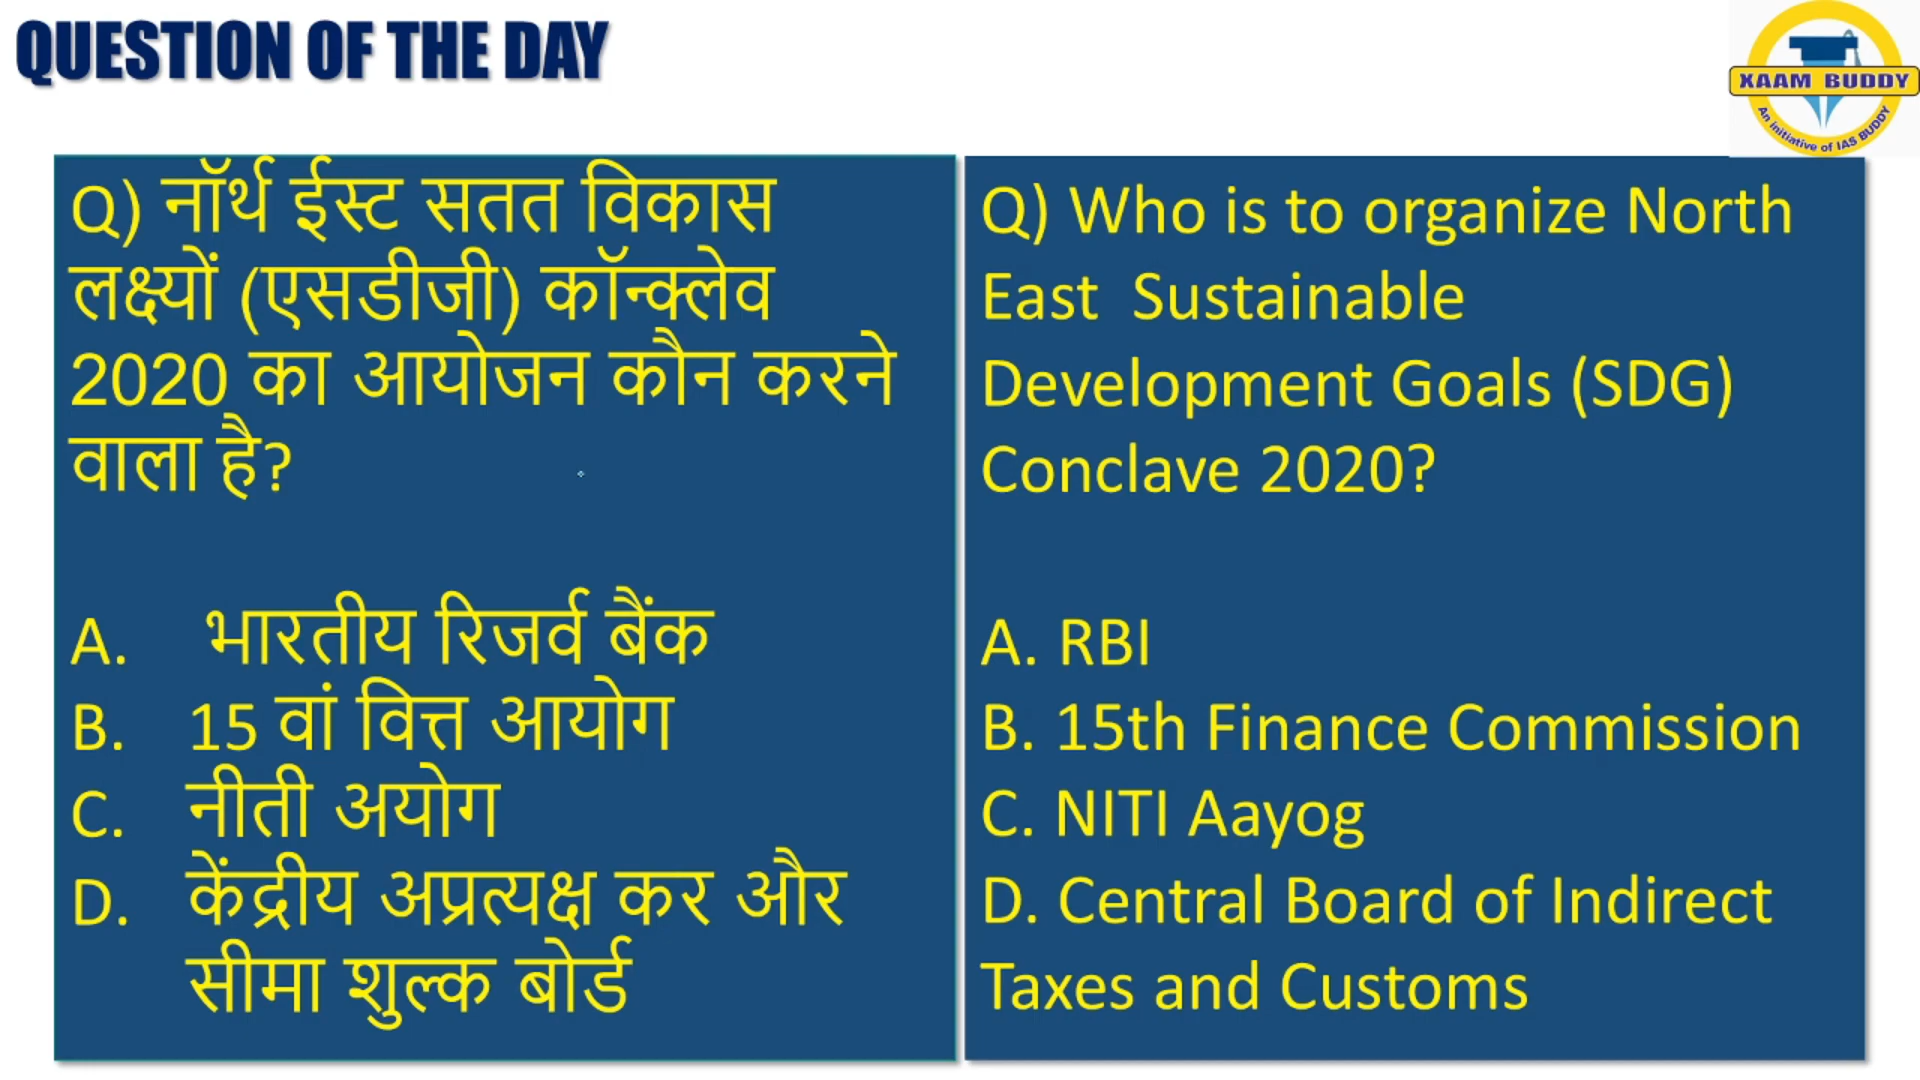 QUESTION OF THE DAY
XAAM BUDDY
An initiative of IAS BUDDY
Q) नॉर्थ ईस्ट सतत विकास
लक्ष्यों (एसडीजी) कॉन्क्लेव
2020 का आयोजन कौन करने
वाला है?
A. भारतीय रिजर्व बैंक
B. 15 वां वित्त आयोग
C. नीती अयोग
D. केंद्रीय अप्रत्यक्ष कर और
सीमा शुल्क बोर्ड
Q) Who is to organize North
East Sustainable
Development Goals (SDG)
Conclave 2020?
A. RBI
B. 15th Finance Commission
C. NITI Aayog
D. Central Board of Indirect
Taxes and Customs